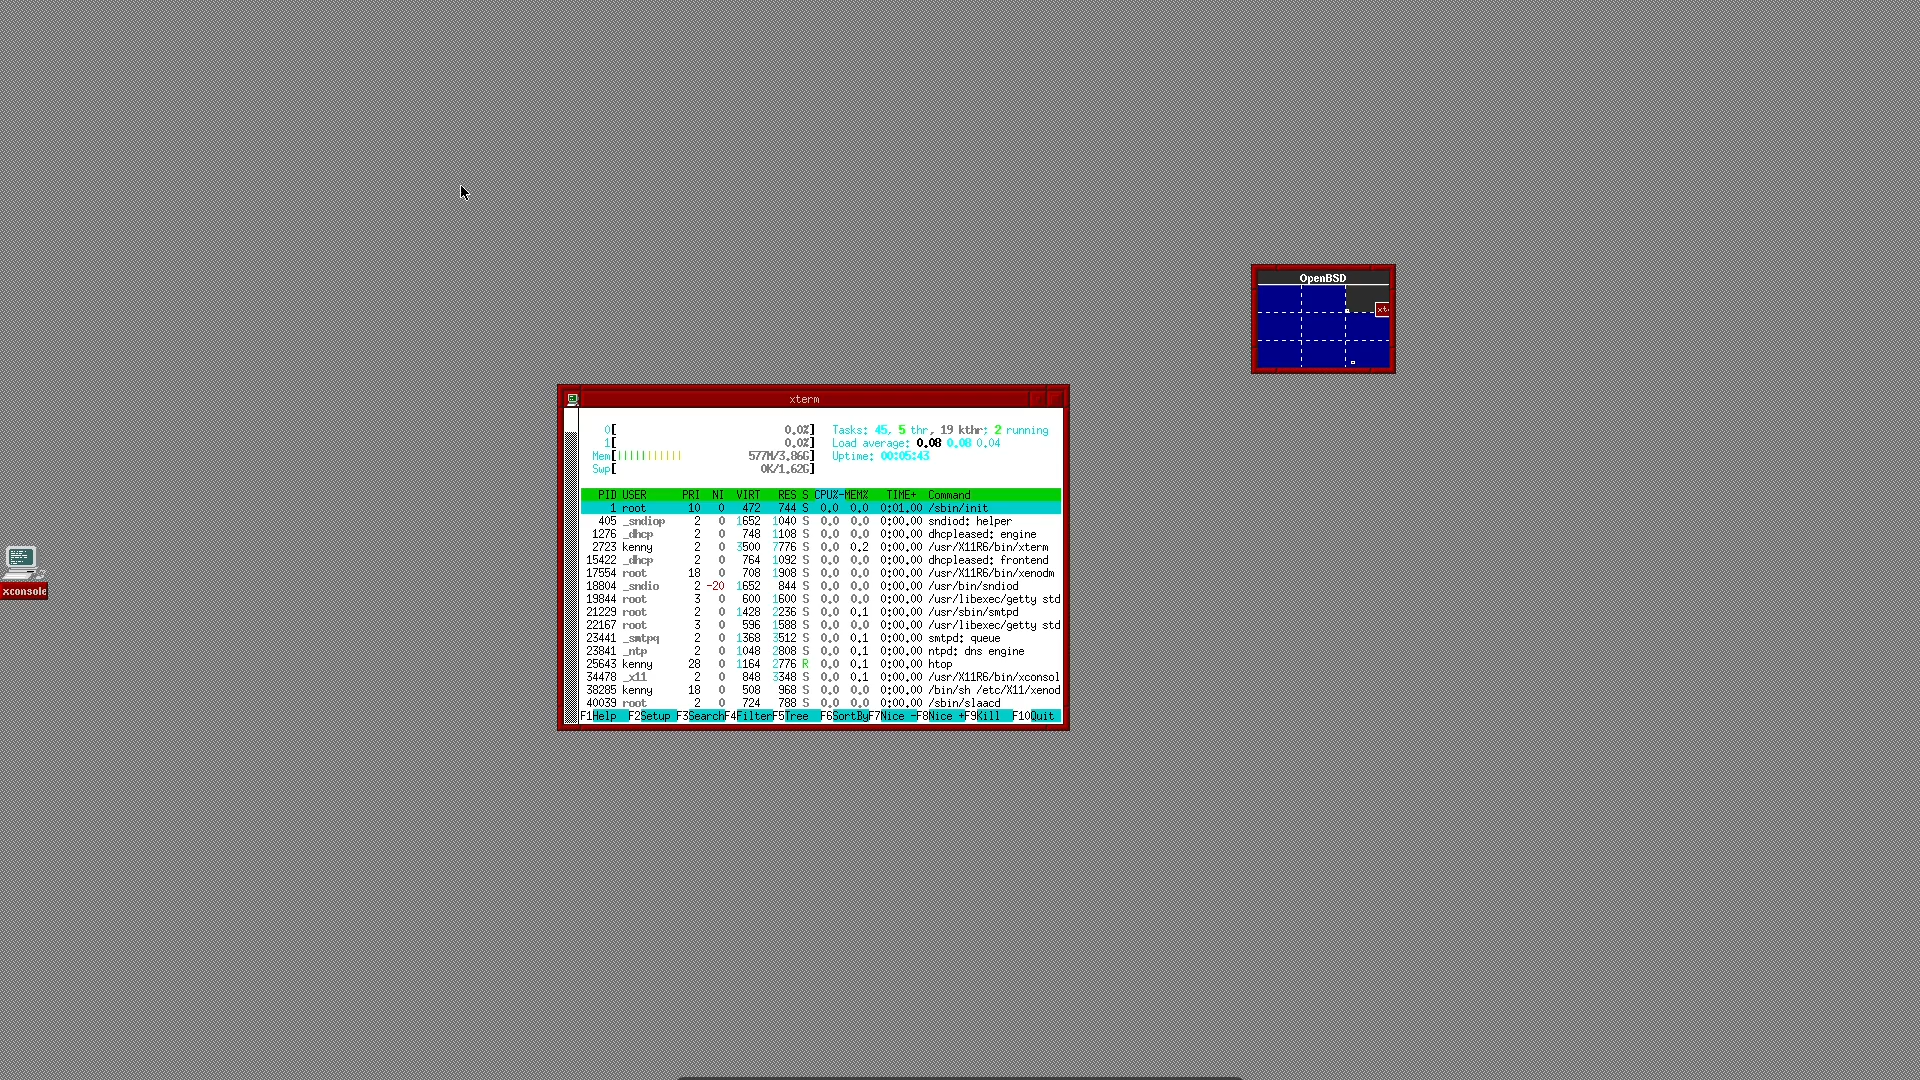 OpenBSD
xt
xterm
0[ 0.0%] Tasks: 45, 5 thr, 19 kthr; 2 running
1[ 0.0%] Load average: 0.08 0.08 0.04
Mem[|||||||||||| 577M/3.86G] Uptime: 00:05:43
Swp[ 0K/1.62G]
PID USER PRI NI VIRT RES S CPU%-MEM% TIME+ Command
1 root 10 0 472 744 S 0.0 0.0 0:01.00 /sbin/init
405 _sndiop 2 0 1652 1040 S 0.0 0.0 0:00.00 sndiod: helper
1276 _dhcp 2 0 748 1108 S 0.0 0.0 0:00.00 dhcpleased: engine
2723 kenny 2 0 3500 7776 S 0.0 0.2 0:00.00 /usr/X11R6/bin/xterm
15422 _dhcp 2 0 764 1092 S 0.0 0.0 0:00.00 dhcpleased: frontend
17554 root 18 0 708 1908 S 0.0 0.0 0:00.00 /usr/X11R6/bin/xenodm
18804 _sndio 2 -20 1652 844 S 0.0 0.0 0:00.00 /usr/bin/sndiod
19844 root 3 0 600 1600 S 0.0 0.0 0:00.00 /usr/libexec/getty std
21229 root 2 0 1428 2236 S 0.0 0.1 0:00.00 /usr/sbin/smtpd
22167 root 3 0 596 1588 S 0.0 0.0 0:00.00 /usr/libexec/getty std
23441 _smtpq 2 0 1368 3512 S 0.0 0.1 0:00.00 smtpd: queue
23841 _ntp 2 0 1048 2808 S 0.0 0.1 0:00.00 ntpd: dns engine
25643 kenny 28 0 1164 2776 R 0.0 0.1 0:00.00 htop
34478 _x11 2 0 848 3348 S 0.0 0.1 0:00.00 /usr/X11R6/bin/xconsol
38285 kenny 18 0 508 968 S 0.0 0.0 0:00.00 /bin/sh /etc/X11/xenod
40039 root 2 0 724 788 S 0.0 0.0 0:00.00 /sbin/slaacd
F1Help F2Setup F3SearchF4FilterF5Tree F6SortByF7Nice -F8Nice +F9Kill F10Quit
xconsole